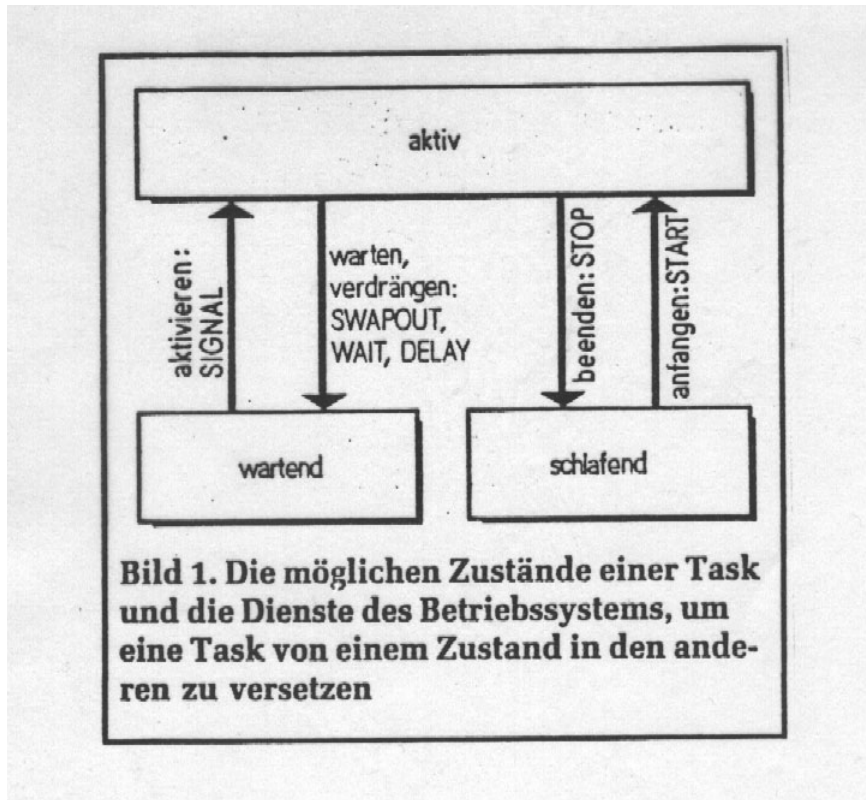 aktiv
aktivieren:
SIGNAL
warten,
verdrängen:
SWAPOUT,
WAIT, DELAY
beenden:STOP
anfangen:START
wartend
schlafend
Bild 1. Die möglichen Zustände einer Task
und die Dienste des Betriebssystems, um
eine Task von einem Zustand in den ande-
ren zu versetzen